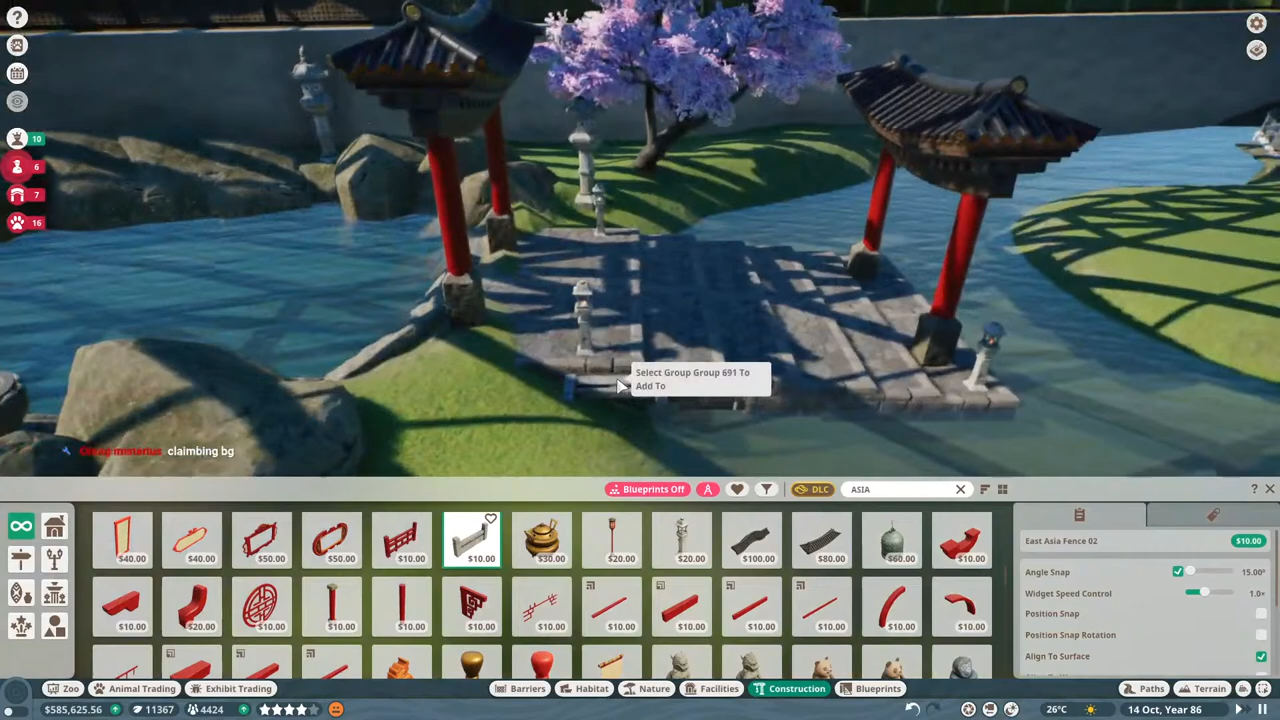 ?
10
6
7
16
Select Group Group 691 To
Add To
claimbing bg
Blueprints Off
DLC
ASIA
?
$40.00
$40.00
$50.00
$50.00
$10.00
$10.00
$30.00
$20.00
$20.00
$100.00
$200.00
$60.00
$10.00
$10.00
$20.00
$10.00
$10.00
$10.00
$10.00
$10.00
$10.00
$10.00
$10.00
$10.00
$10.00
$10.00
East Asia Fence 02
$10.00
Angle Snap
15.00°
Widget Speed Control
1.0×
Position Snap
Position Snap Rotation
Align To Surface
Zoo
Animal Trading
Exhibit Trading
Barriers
Habitat
Nature
Facilities
Construction
Blueprints
Paths
Terrain
$585,625.56
11367
4424
26°C
14 Oct, Year 86